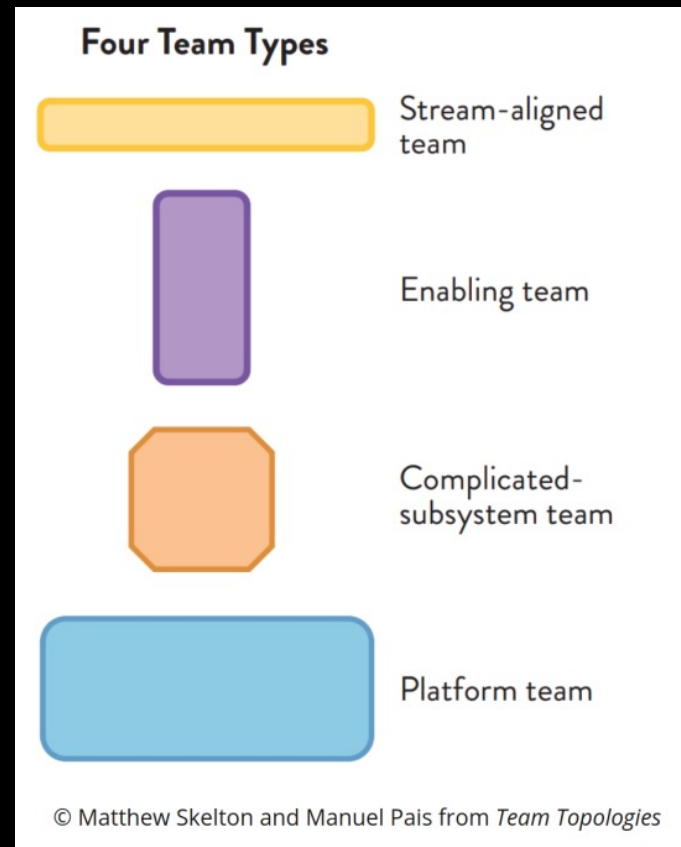 Four Team Types
Stream-aligned
team
Enabling team
Complicated-
subsystem team
Platform team
© Matthew Skelton and Manuel Pais from Team Topologies